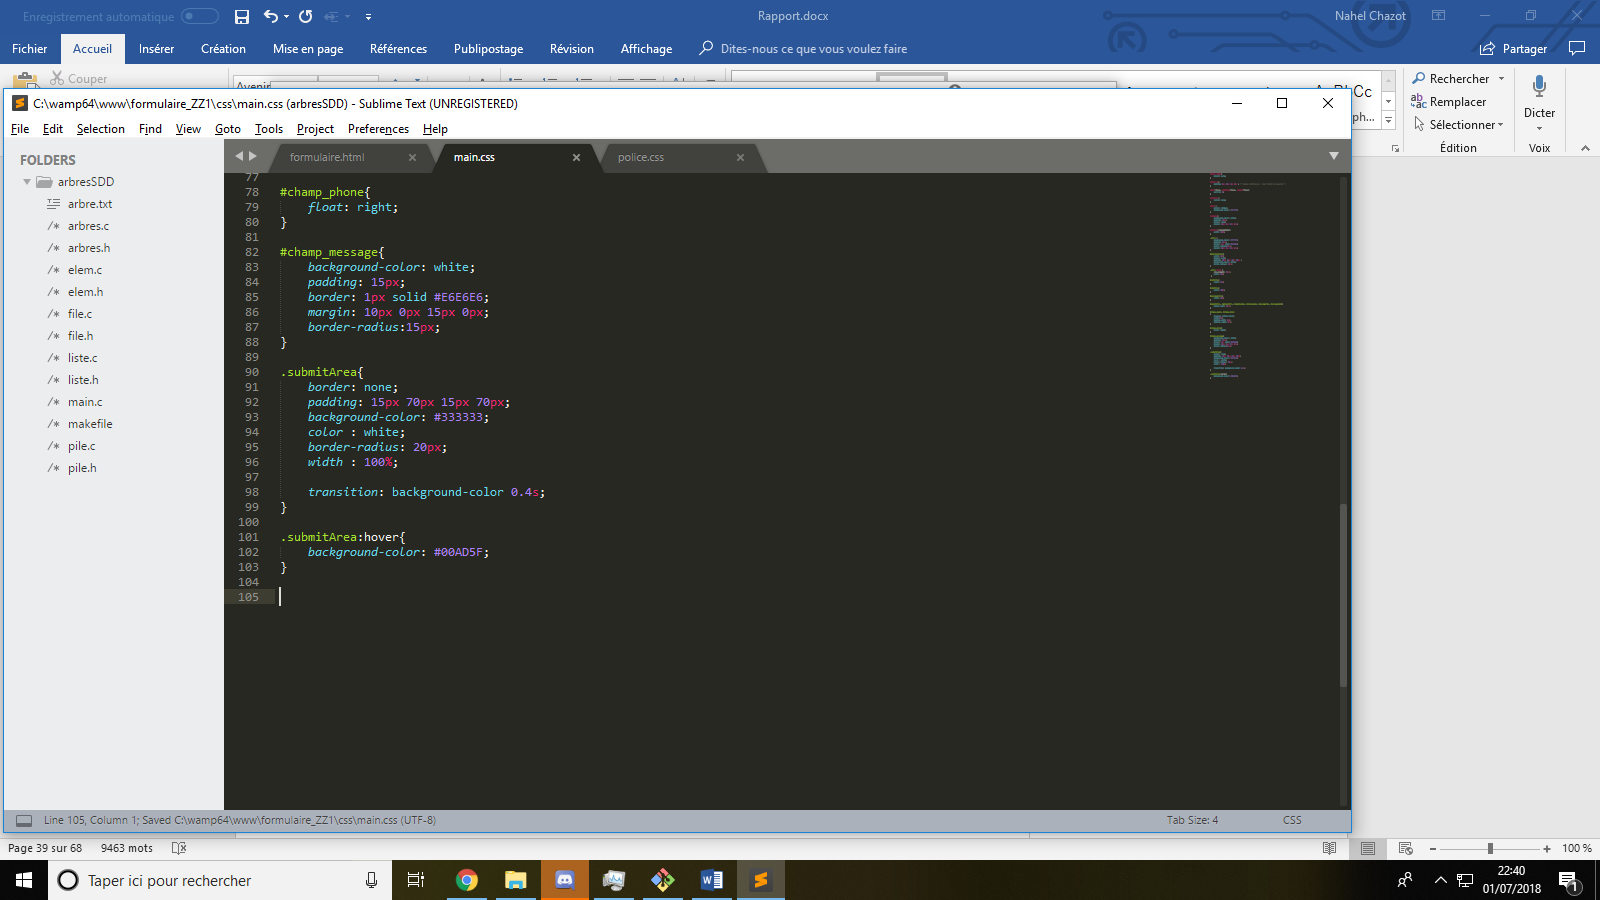 Enregistrement automatique
Rapport.docx
Nahel Chazot
Fichier Accueil Insérer Création Mise en page Références Publipostage Révision Affichage Dites-nous ce que vous voulez faire Partager
Couper
Rechercher
Remplacer
Sélectionner
Édition
Dicter
Voix
C:\wamp64\www\formulaire_ZZ1\css\main.css (arbresSDD) - Sublime Text (UNREGISTERED)
File Edit Selection Find View Goto Tools Project Preferences Help
FOLDERS
arbresSDD
arbre.txt
arbres.c
arbres.h
elem.c
elem.h
file.c
file.h
liste.c
liste.h
main.c
makefile
pile.c
pile.h
formulaire.html main.css police.css
77
78 #champ_phone{
79 float: right;
80 }
81
82 #champ_message{
83 background-color: white;
84 padding: 15px;
85 border: 1px solid #E6E6E6;
86 margin: 10px 0px 15px 0px;
87 border-radius:15px;
88 }
89
90 .submitArea{
91 border: none;
92 padding: 15px 70px 15px 70px;
93 background-color: #333333;
94 color : white;
95 border-radius: 20px;
96 width : 100%;
97
98 transition: background-color 0.4s;
99 }
100
101 .submitArea:hover{
102 background-color: #00AD5F;
103 }
104
105
Line 105, Column 1; Saved C:\wamp64\www\formulaire_ZZ1\css\main.css (UTF-8) Tab Size: 4 CSS
Page 39 sur 68 9463 mots 100 %
Taper ici pour rechercher
22:40
01/07/2018
1